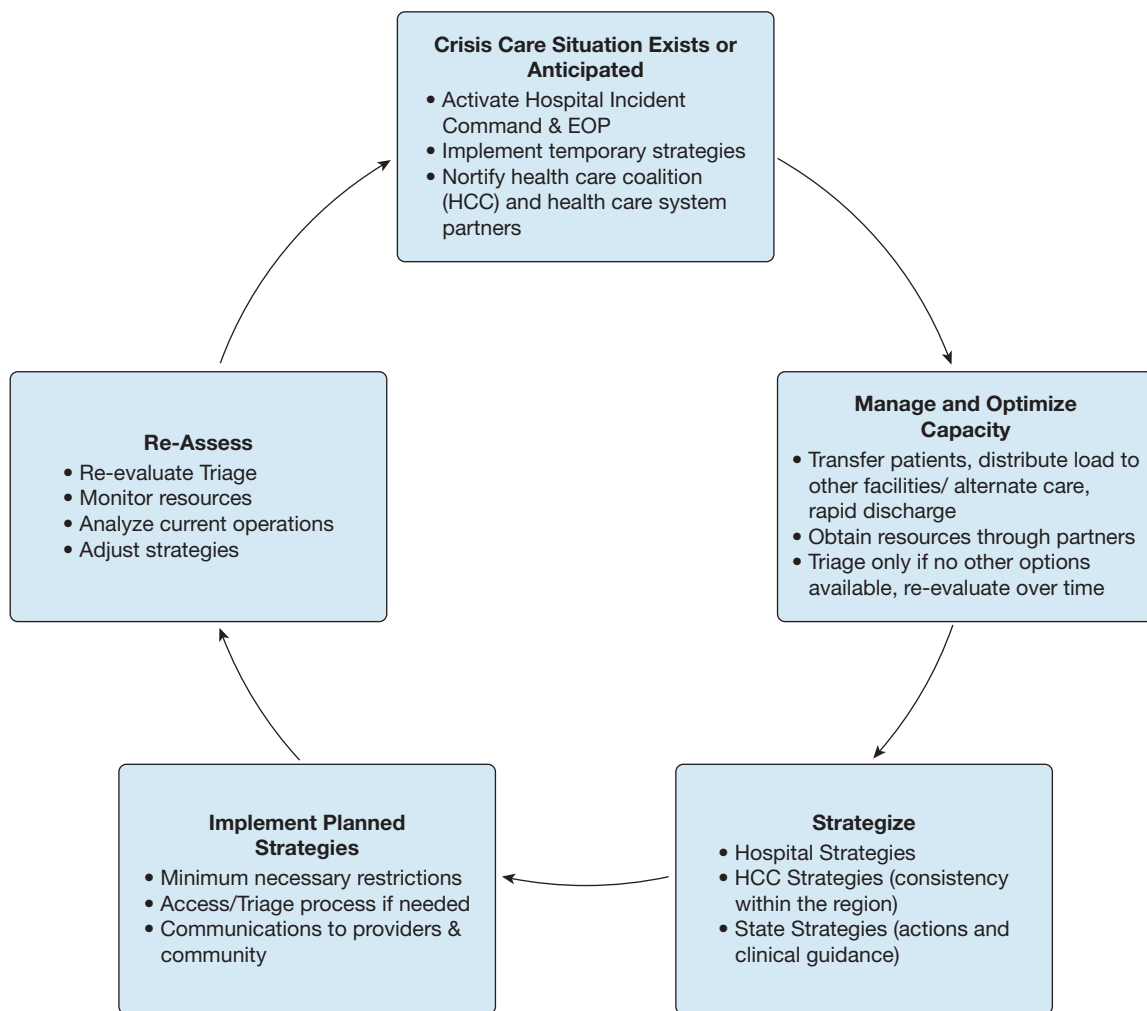 Crisis Care Situation Exists or
Anticipated
• Activate Hospital Incident
Command & EOP
• Implement temporary strategies
• Nortify health care coalition
(HCC) and health care system
partners
Manage and Optimize
Capacity
• Transfer patients, distribute load to
other facilities/ alternate care,
rapid discharge
• Obtain resources through partners
• Triage only if no other options
available, re-evaluate over time
Strategize
• Hospital Strategies
• HCC Strategies (consistency
within the region)
• State Strategies (actions and
clinical guidance)
Implement Planned
Strategies
• Minimum necessary restrictions
• Access/Triage process if needed
• Communications to providers &
community
Re-Assess
• Re-evaluate Triage
• Monitor resources
• Analyze current operations
• Adjust strategies